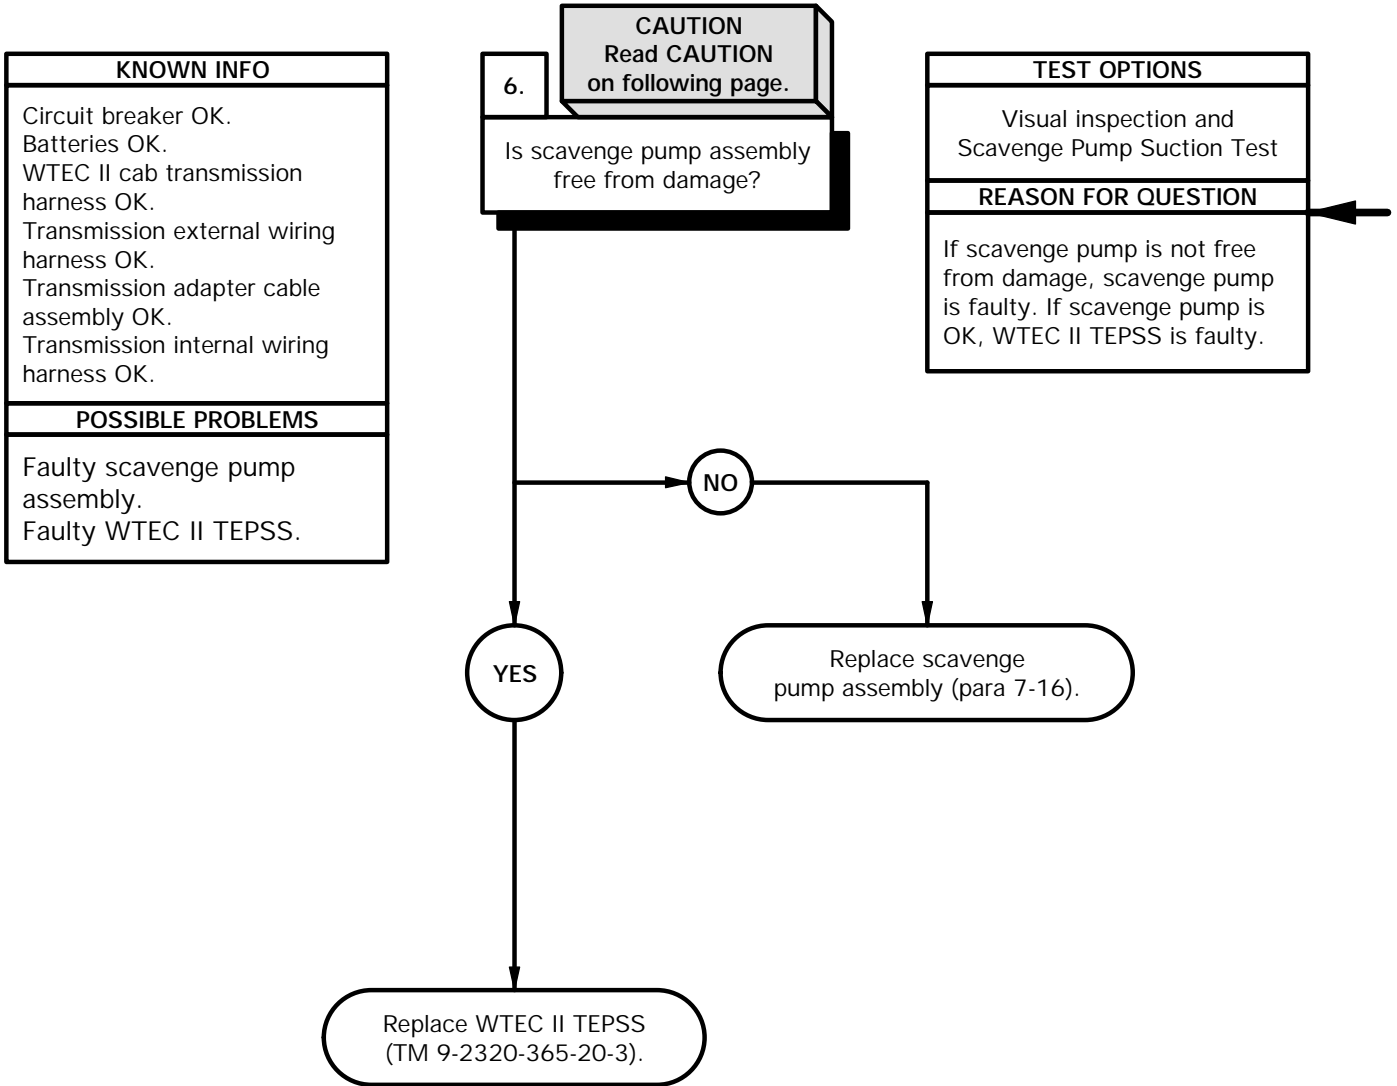 KNOWN INFO
Circuit breaker OK.
Batteries OK.
WTEC II cab transmission
harness OK.
Transmission external wiring
harness OK.
Transmission adapter cable
assembly OK.
Transmission internal wiring
harness OK.
POSSIBLE PROBLEMS
Faulty scavenge pump
assembly.
Faulty WTEC II TEPSS.
CAUTION
Read CAUTION
on following page.
6.
Is scavenge pump assembly
free from damage?
TEST OPTIONS
Visual inspection and
Scavenge Pump Suction Test
REASON FOR QUESTION
If scavenge pump is not free
from damage, scavenge pump
is faulty. If scavenge pump is
OK, WTEC II TEPSS is faulty.
NO
YES
Replace scavenge
pump assembly (para 7-16).
Replace WTEC II TEPSS
(TM 9-2320-365-20-3).